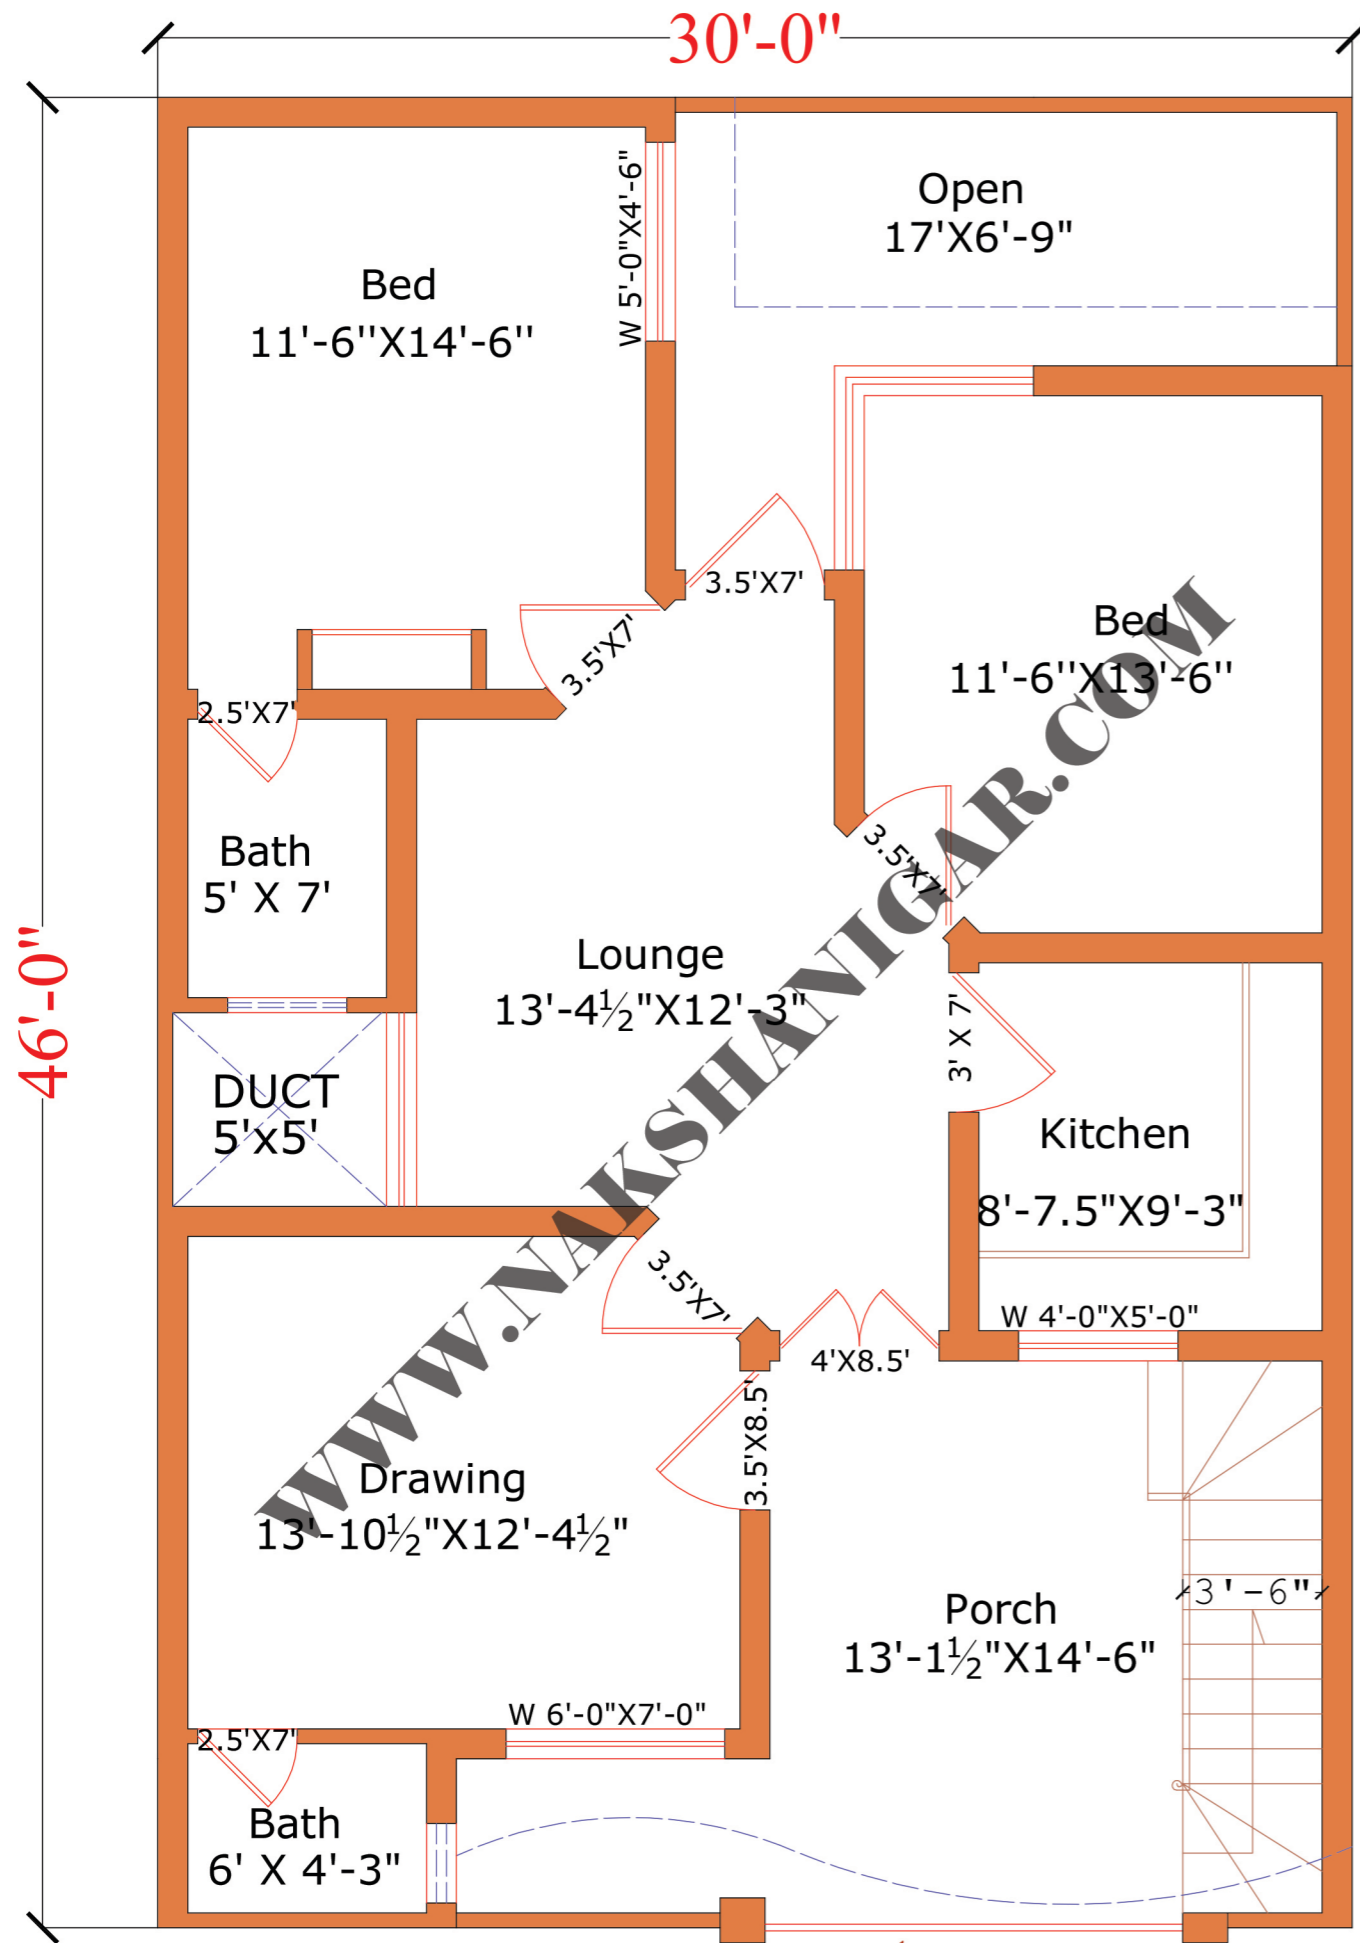 30'-0"
Open
17'X6'-9"
W 5'-0"X4'-6"
Bed
11'-6''X14'-6''
3.5'X7'
3.5'X7'
Bed
11'-6''X13'-6''
2.5'X7'
Bath
5' X 7'
3.5'X7'
46'-0"
Lounge
13'-4½"X12'-3"
3' X 7'
DUCT
5'x5'
Kitchen
8'-7.5"X9'-3"
3.5'X7'
W 4'-0"X5'-0"
4'X8.5'
3.5'X8.5'
WWW.NAKSHANIGAR.COM
Drawing
13'-10½"X12'-4½"
3'-6"
Porch
13'-1½"X14'-6"
W 6'-0"X7'-0"
2.5'X7'
Bath
6' X 4'-3"